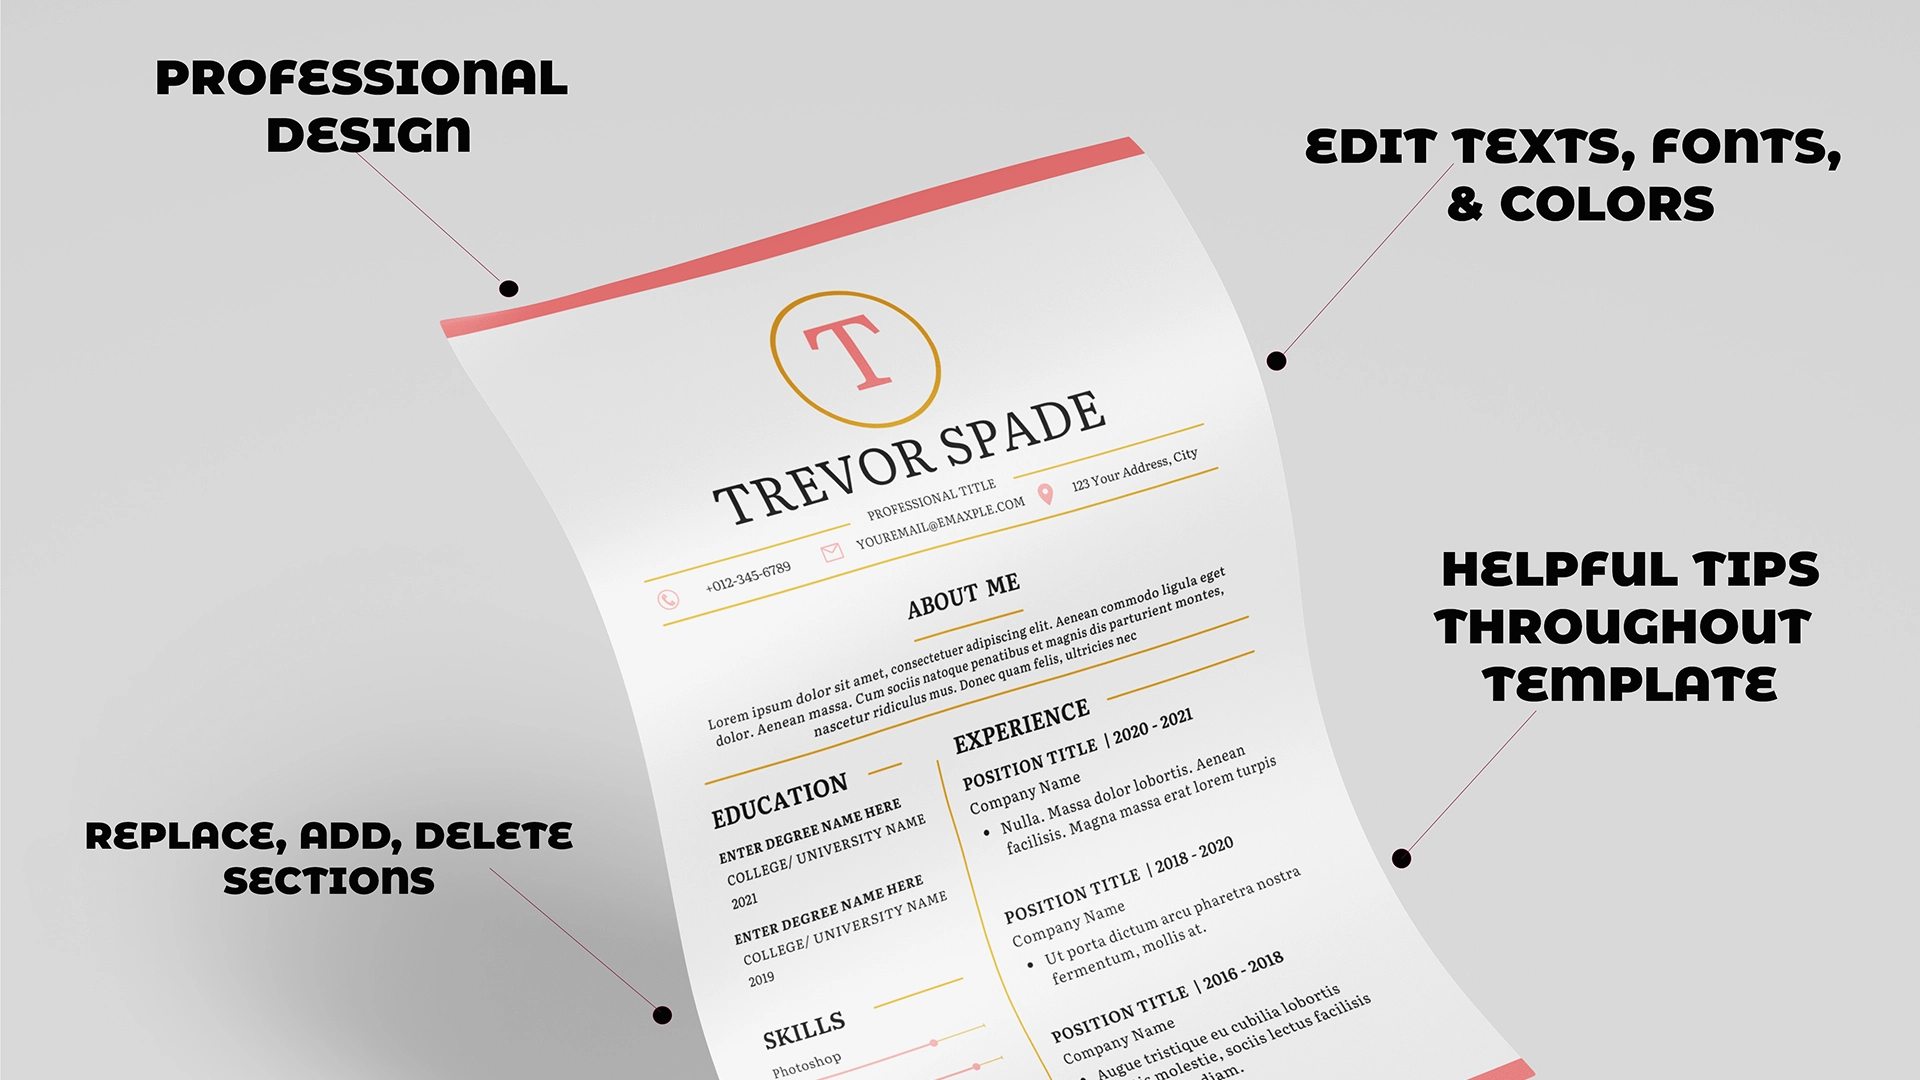 PROFESSIONAL
DESIGN
EDIT TEXTS, FONTS,
& COLORS
HELPFUL TIPS
THROUGHOUT
TEMPLATE
REPLACE, ADD, DELETE
SECTIONS
T
TREVOR SPADE
PROFESSIONAL TITLE
+012-345-6789
YOUREMAIL@EMAXPLE.COM
123 Your Address, City
ABOUT ME
Lorem ipsum dolor sit amet, consectetuer adipiscing elit. Aenean commodo ligula eget
dolor. Aenean massa. Cum sociis natoque penatibus et magnis dis parturient montes,
nascetur ridiculus mus. Donec quam felis, ultricies nec
EDUCATION
ENTER DEGREE NAME HERE
COLLEGE/ UNIVERSITY NAME
2021
ENTER DEGREE NAME HERE
COLLEGE/ UNIVERSITY NAME
2019
SKILLS
Photoshop
EXPERIENCE
POSITION TITLE | 2020 - 2021
Company Name
• Nulla. Massa dolor lobortis. Aenean
facilisis. Magna massa erat lorem turpis
POSITION TITLE | 2018 - 2020
Company Name
• Ut porta dictum arcu pharetra nostra
fermentum, mollis at.
POSITION TITLE | 2016 - 2018
Company Name
• Augue tristique eu cubilia lobortis
molestie, sociis lectus facilisis